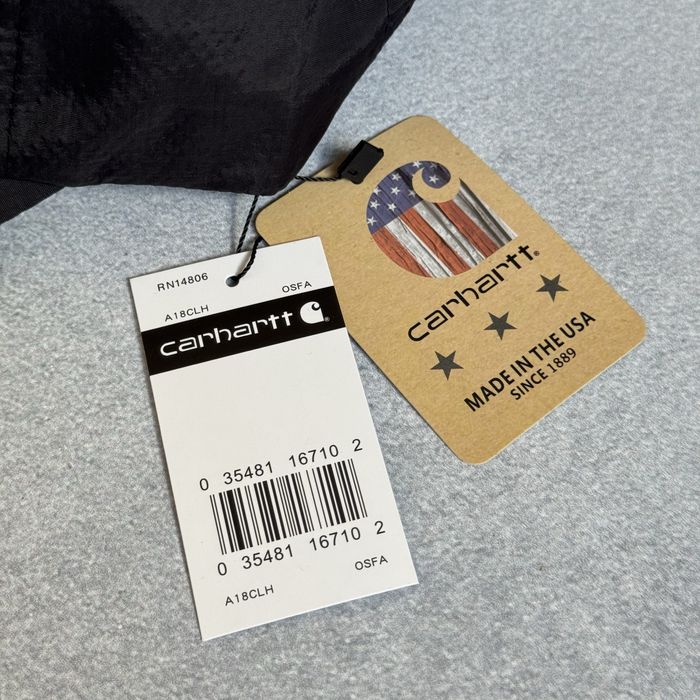 RN14806
A18CLH OSFA
carhartt
0 35481 16710 2
0 35481 16710 2
A18CLH OSFA
carhartt®
MADE IN THE USA
SINCE 1889